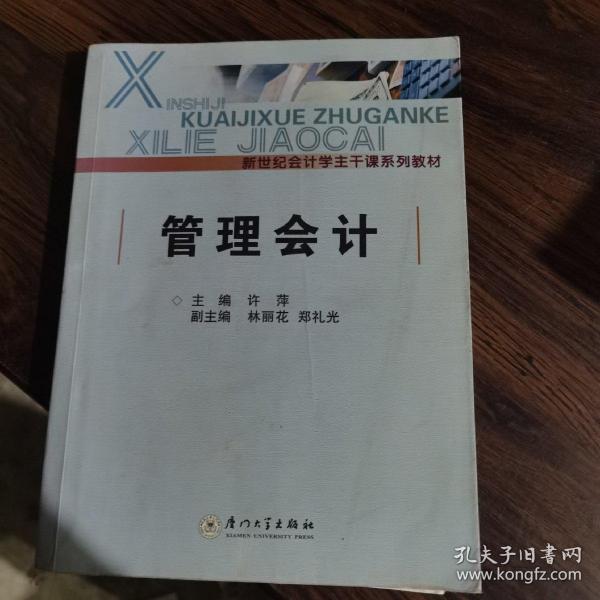 XINSHIJI
KUAIJIXUE ZHUGANKE
XILIE JIAOCAI
新世纪会计学主干课系列教材
管理会计
◇ 主 编 许 萍
副主编 林丽花 郑礼光
厦门大学出版社
XIAMEN UNIVERSITY PRESS
孔夫子旧书网
www.kongfz.com